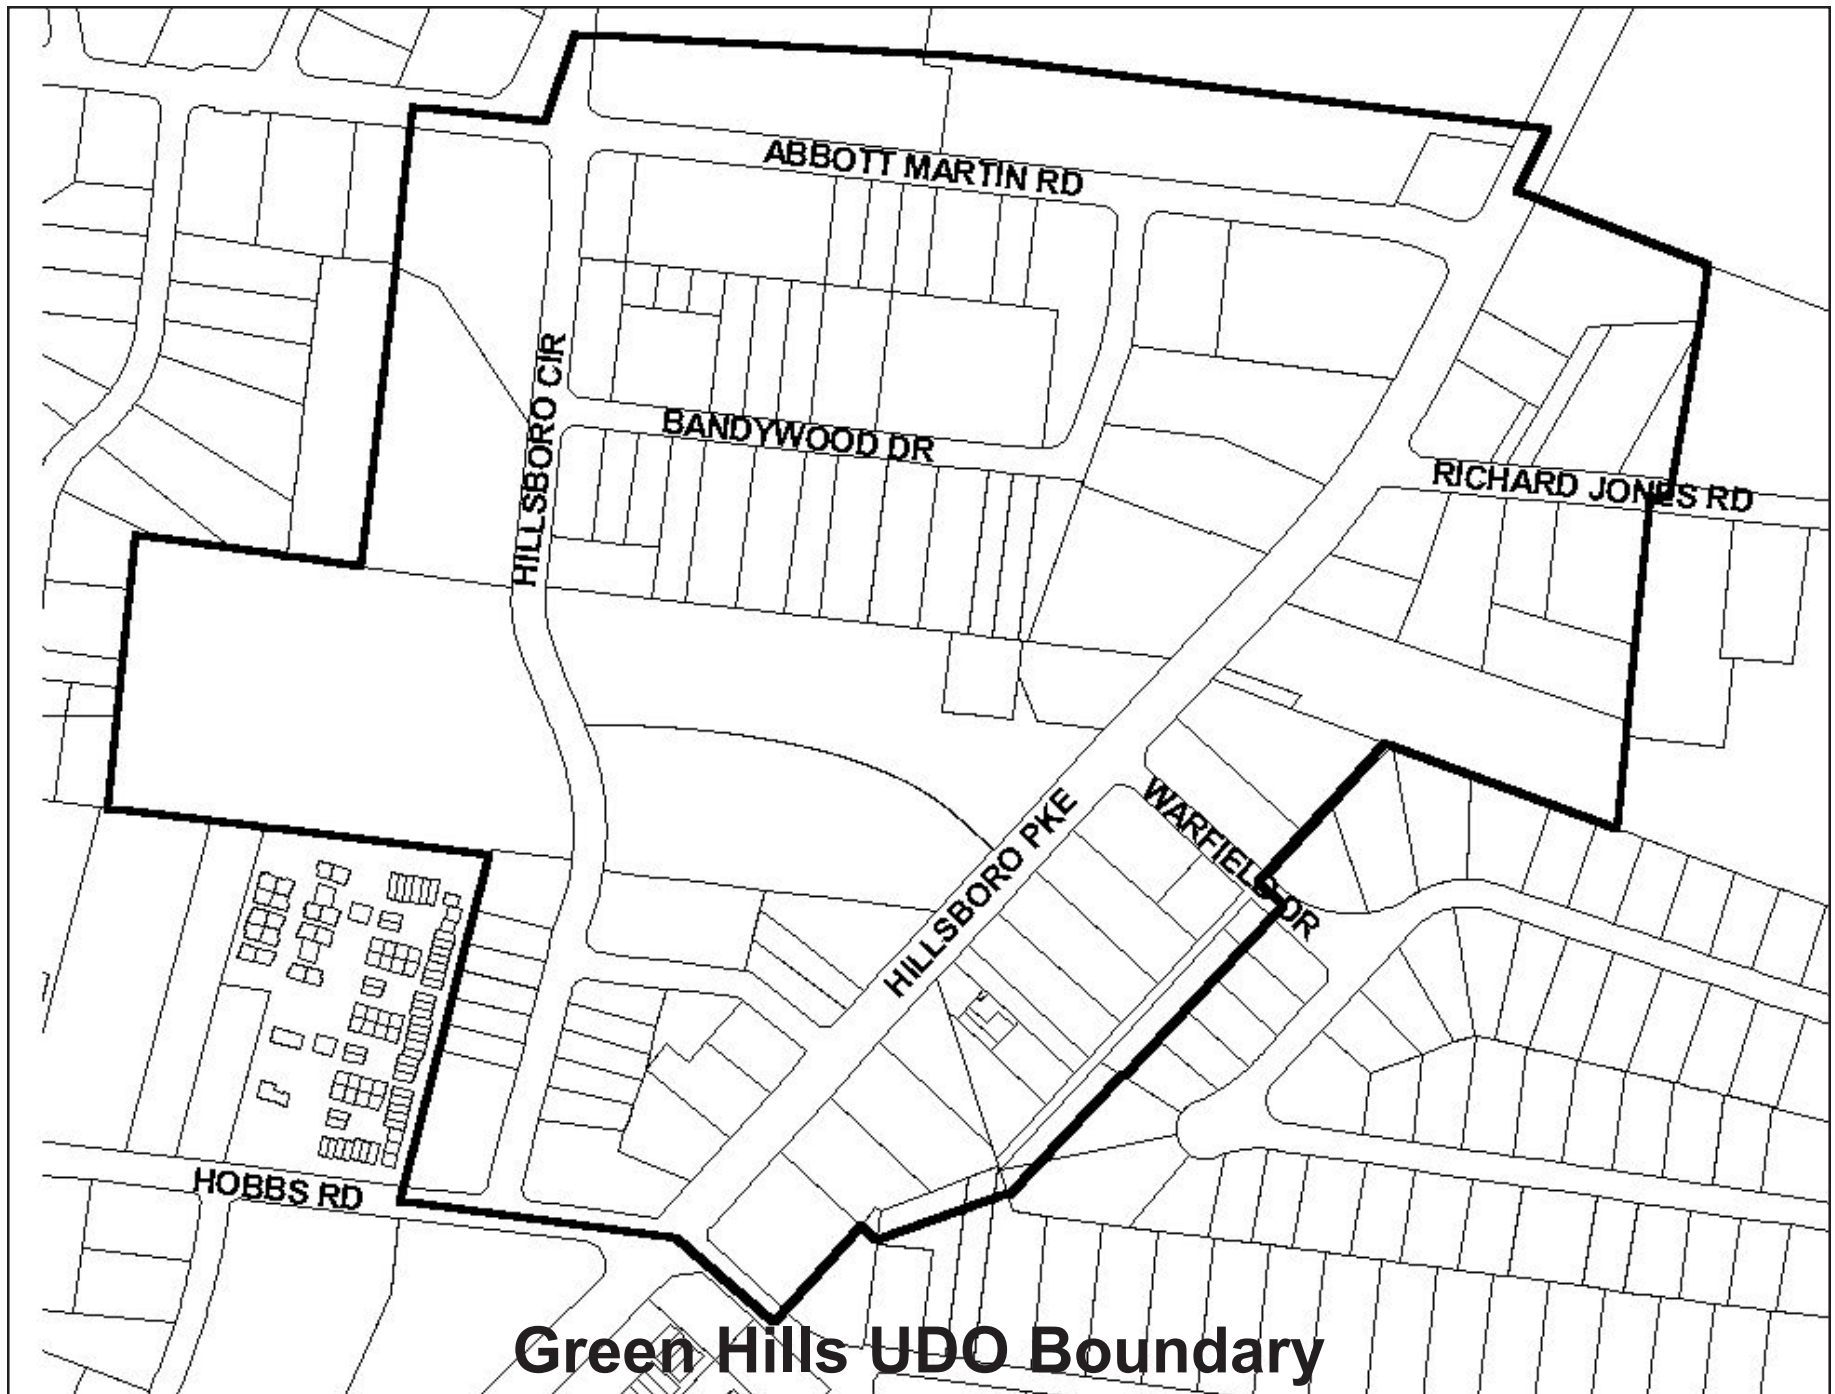 ABBOTT MARTIN RD
HILLSBORO CIR
BANDYWOOD DR
RICHARD JONES RD
WARFIELD DR
HILLSBORO PKE
HOBBS RD
Green Hills UDO Boundary